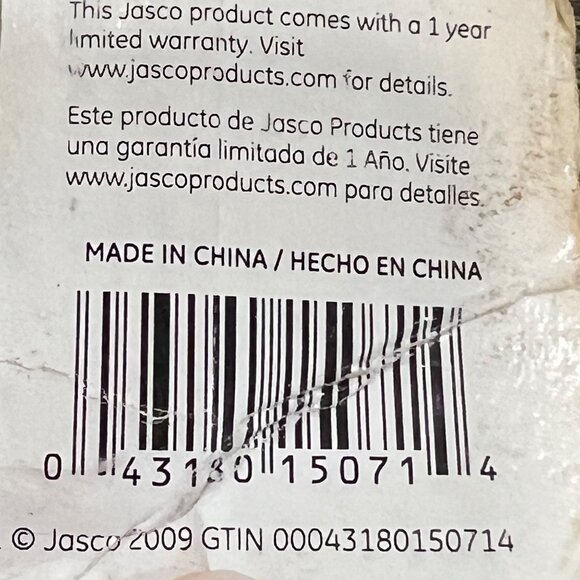 This Jasco product comes with a 1 year
limited warranty. Visit
www.jascoproducts.com for details.
Este producto de Jasco Products tiene
una garantía limitada de 1 Año. Visite
www.jascoproducts.com para detalles.
MADE IN CHINA / HECHO EN CHINA
0 43180 15071 4
© Jasco 2009 GTIN 00043180150714